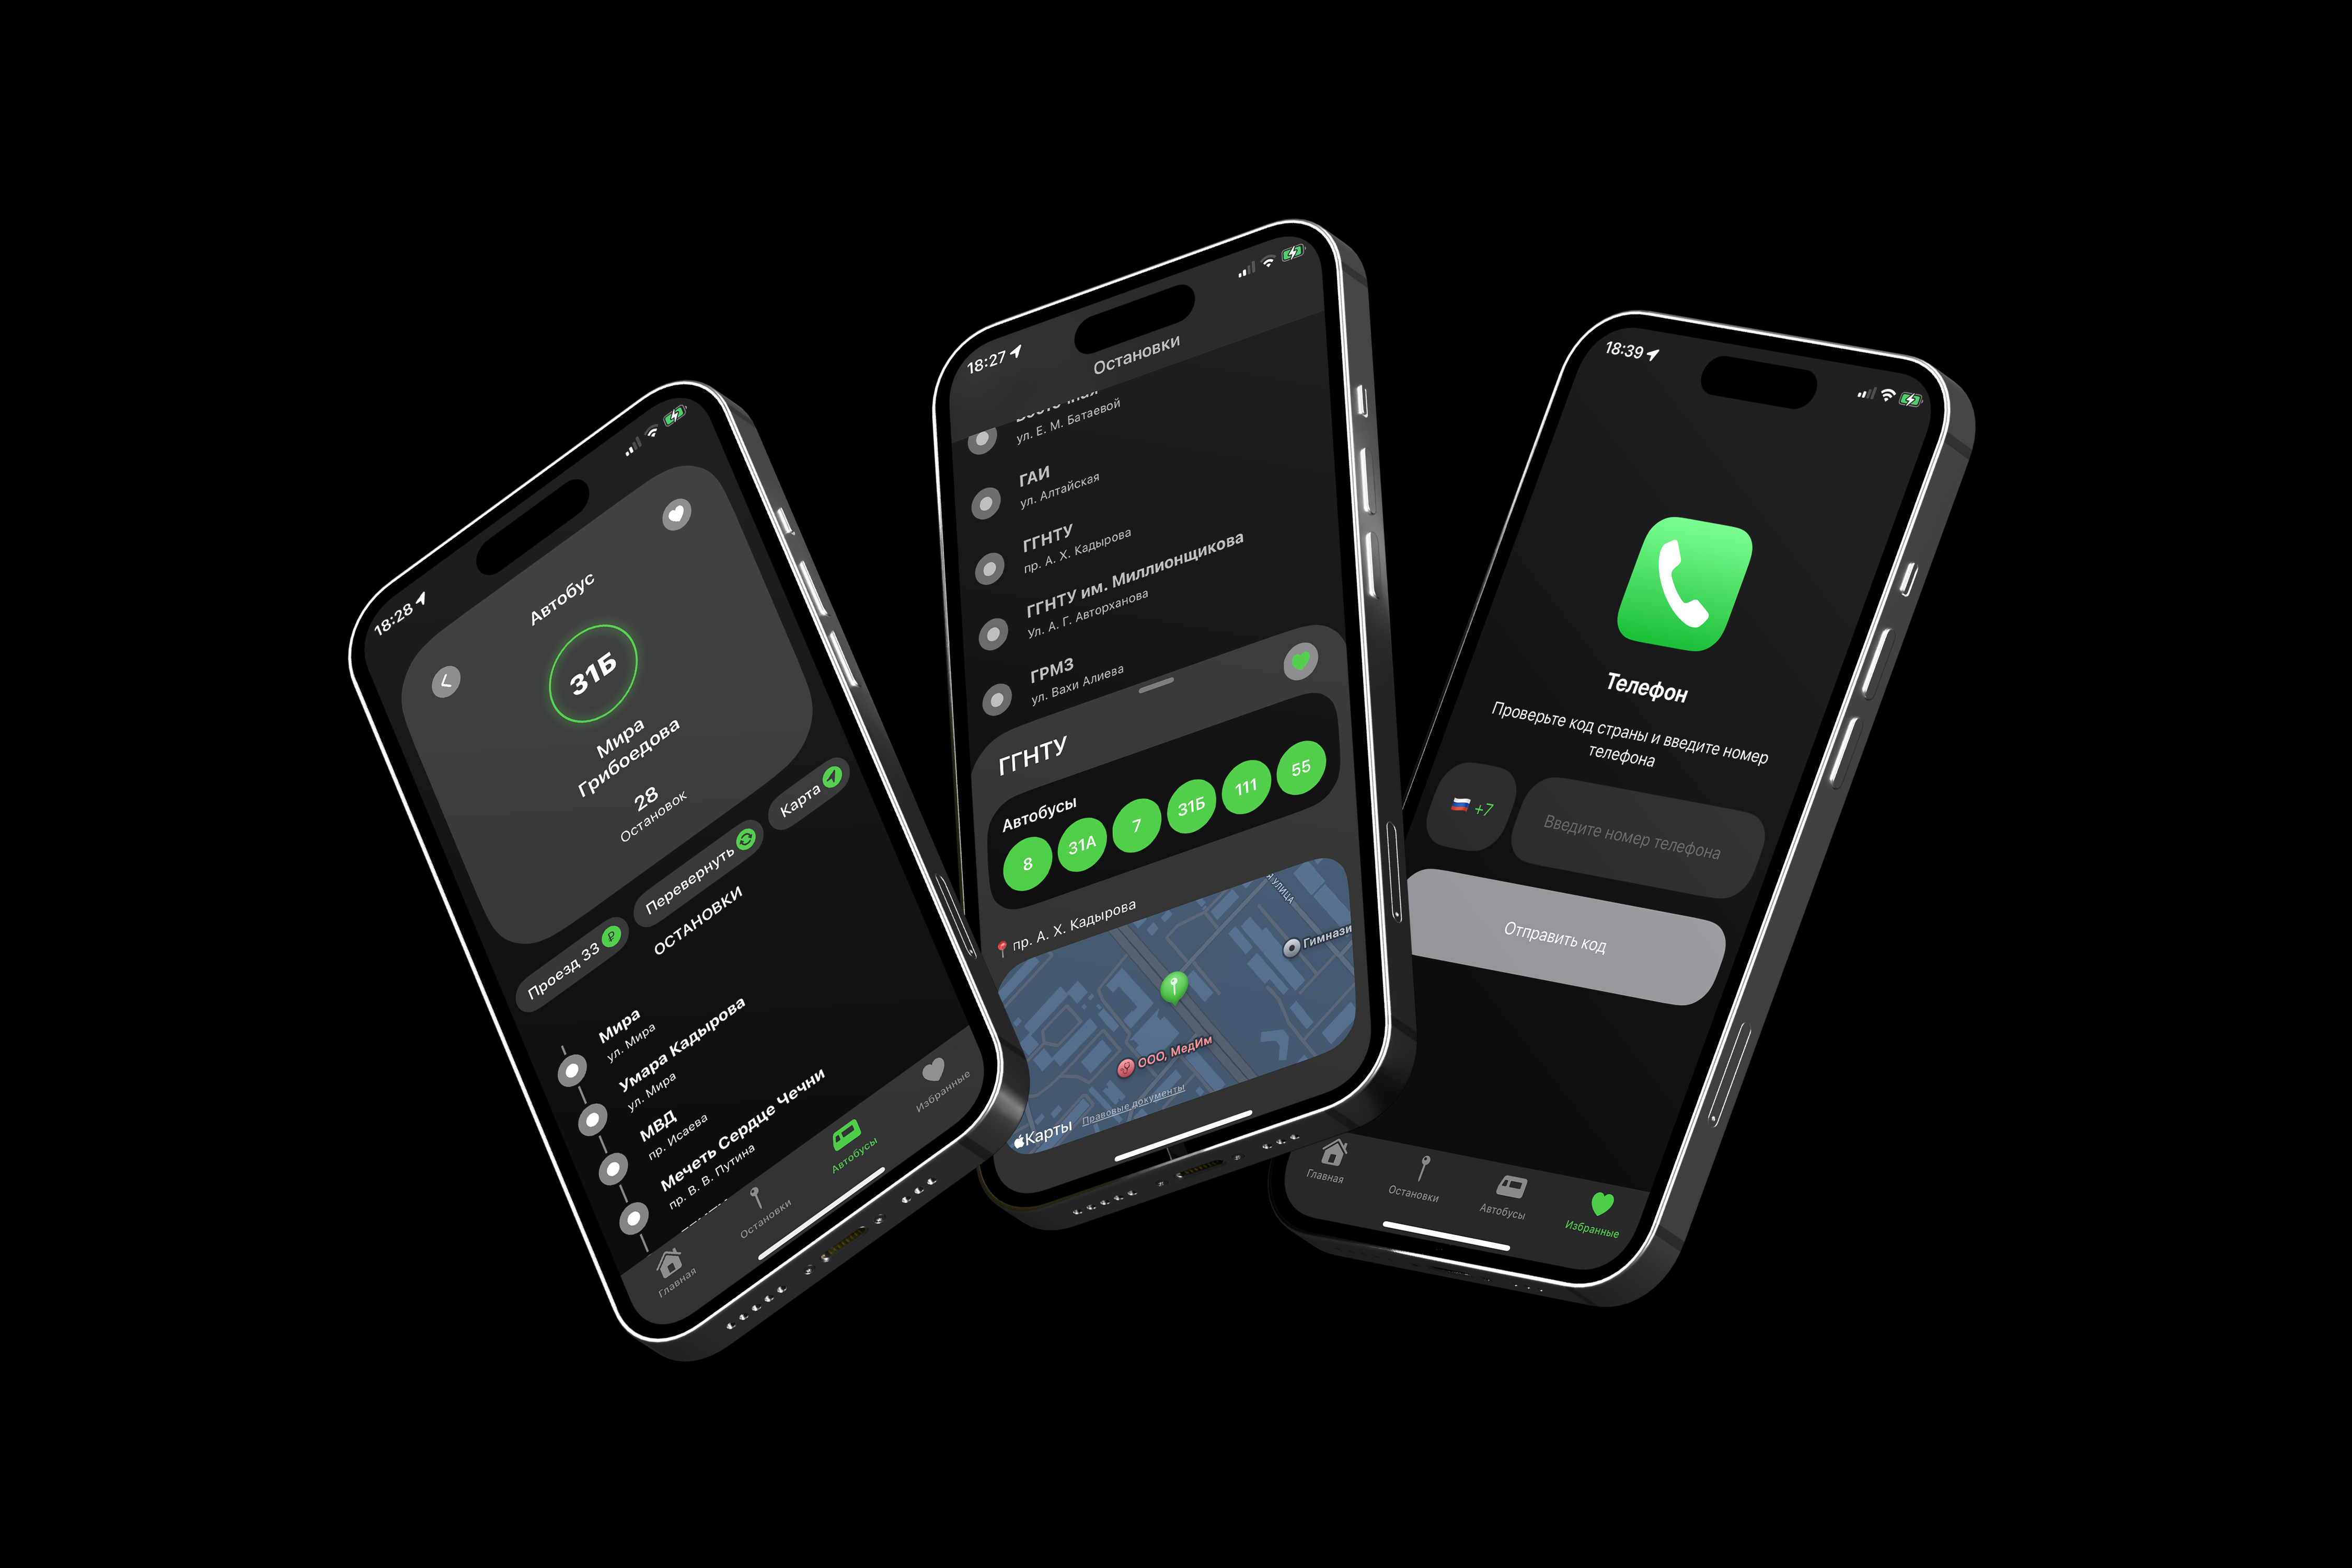 18:28
Автобус
31Б
Мира
Грибоедова
28
Остановок
Проезд 33 ₽
Перевернуть
Карта
ОСТАНОВКИ
Мира
ул. Мира
Умара Кадырова
ул. Мира
МВД
пр. Исаева
Мечеть Сердце Чечни
пр. В. В. Путина
Главная
Остановки
Автобусы
Избранные
18:27
Остановки
ул. Е. М. Батаевой
ГАИ
ул. Алтайская
ГГНТУ
пр. А. Х. Кадырова
ГГНТУ им. Миллионщикова
Ул. А. Г. Авторханова
ГРМЗ
ул. Вахи Алиева
ГГНТУ
Автобусы
8 31А 7 31Б 111 55
пр. А. Х. Кадырова
УЛИЦА
Гимнази
ООО, МедИм
Карты
Правовые документы
18:39
Телефон
Проверьте код страны и введите номер
телефона
+7
Введите номер телефона
Отправить код
Главная
Остановки
Автобусы
Избранные